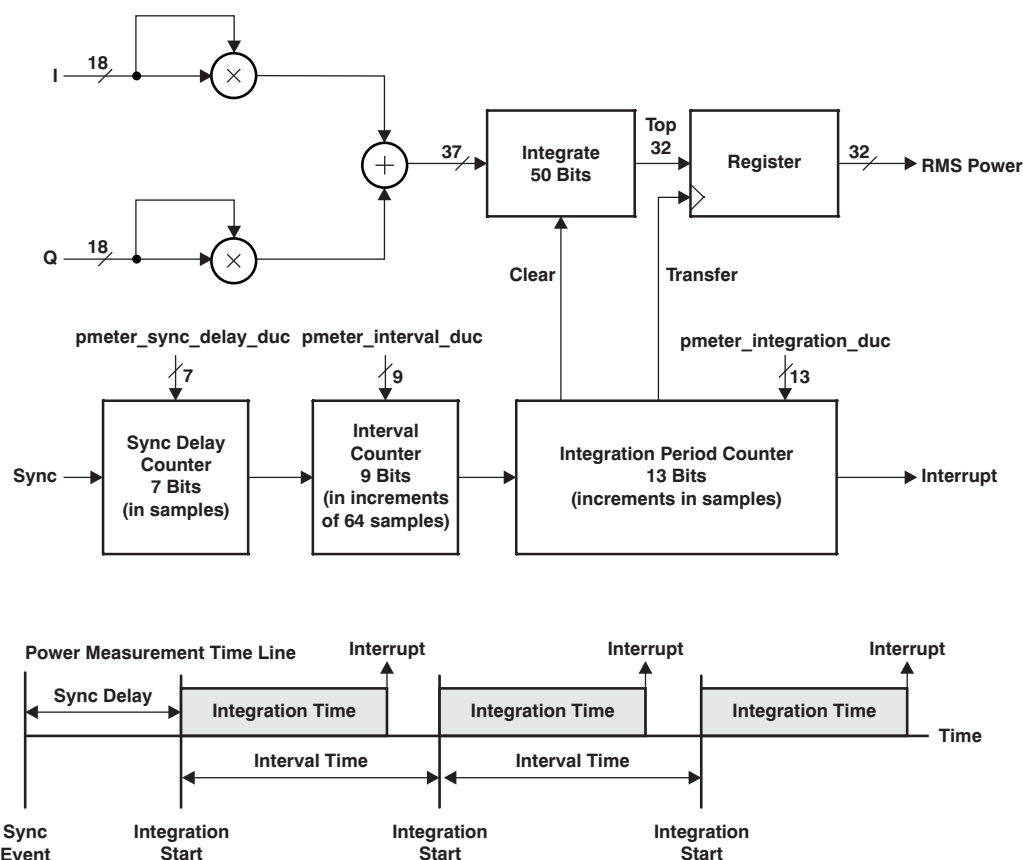 I
18
×
Q
18
×
+
37
Integrate
50 Bits
Top
32
Register
32
RMS Power
Clear
Transfer
pmeter_sync_delay_duc
7
pmeter_interval_duc
9
pmeter_integration_duc
13
Sync
Sync Delay
Counter
7 Bits
(in samples)
Interval
Counter
9 Bits
(in increments
of 64 samples)
Integration Period Counter
13 Bits
(increments in samples)
Interrupt
Power Measurement Time Line
Interrupt
Interrupt
Interrupt
Sync Delay
Integration Time
Integration Time
Integration Time
Time
Interval Time
Interval Time
Sync
Event
Integration
Start
Integration
Start
Integration
Start